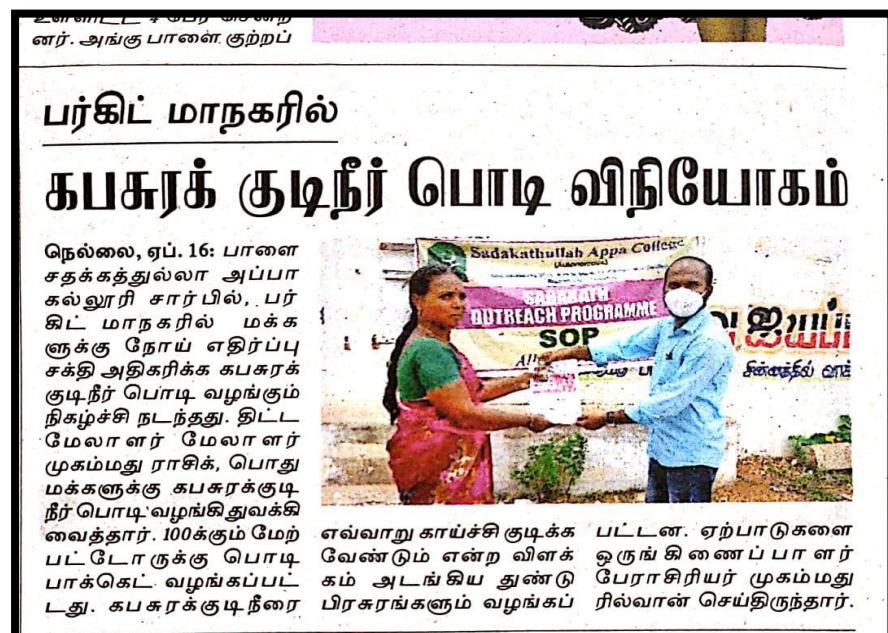 னர். அங்கு பாளை குற்றப்
பர்கிட் மாநகரில்
கபசுரக் குடிநீர் பொடி விநியோகம்
நெல்லை, ஏப். 16: பாளை
சதக்கத்துல்லா அப்பா
கல்லூரி சார்பில், பர்
கிட் மாநகரில் மக்க
ளுக்கு நோய் எதிர்ப்பு
சக்தி அதிகரிக்க கபசுரக்
குடிநீர் பொடி வழங்கும்
நிகழ்ச்சி நடந்தது. திட்ட
மேலாளர் மேலாளர்
முகம்மது ராசிக், பொது
மக்களுக்கு கபசுரக்குடி
நீர் பொடி வழங்கி துவக்கி
வைத்தார். 100க்கும் மேற்
பட்டோருக்கு பொடி
பாக்கெட் வழங்கப்பட்
டது. கபசுரக்குடிநீரை
Sadakathullah Appa College
(Autonomous)
SADAKATH
OUTREACH PROGRAMME
SOP
சின்னத்தில்
எவ்வாறு காய்ச்சி குடிக்க
வேண்டும் என்ற விளக்
கம் அடங்கிய துண்டு
பிரசுரங்களும் வழங்கப்
பட்டன. ஏற்பாடுகளை
ஒருங்கிணைப்பாளர்
பேராசிரியர் முகம்மது
ரில்வான் செய்திருந்தார்.